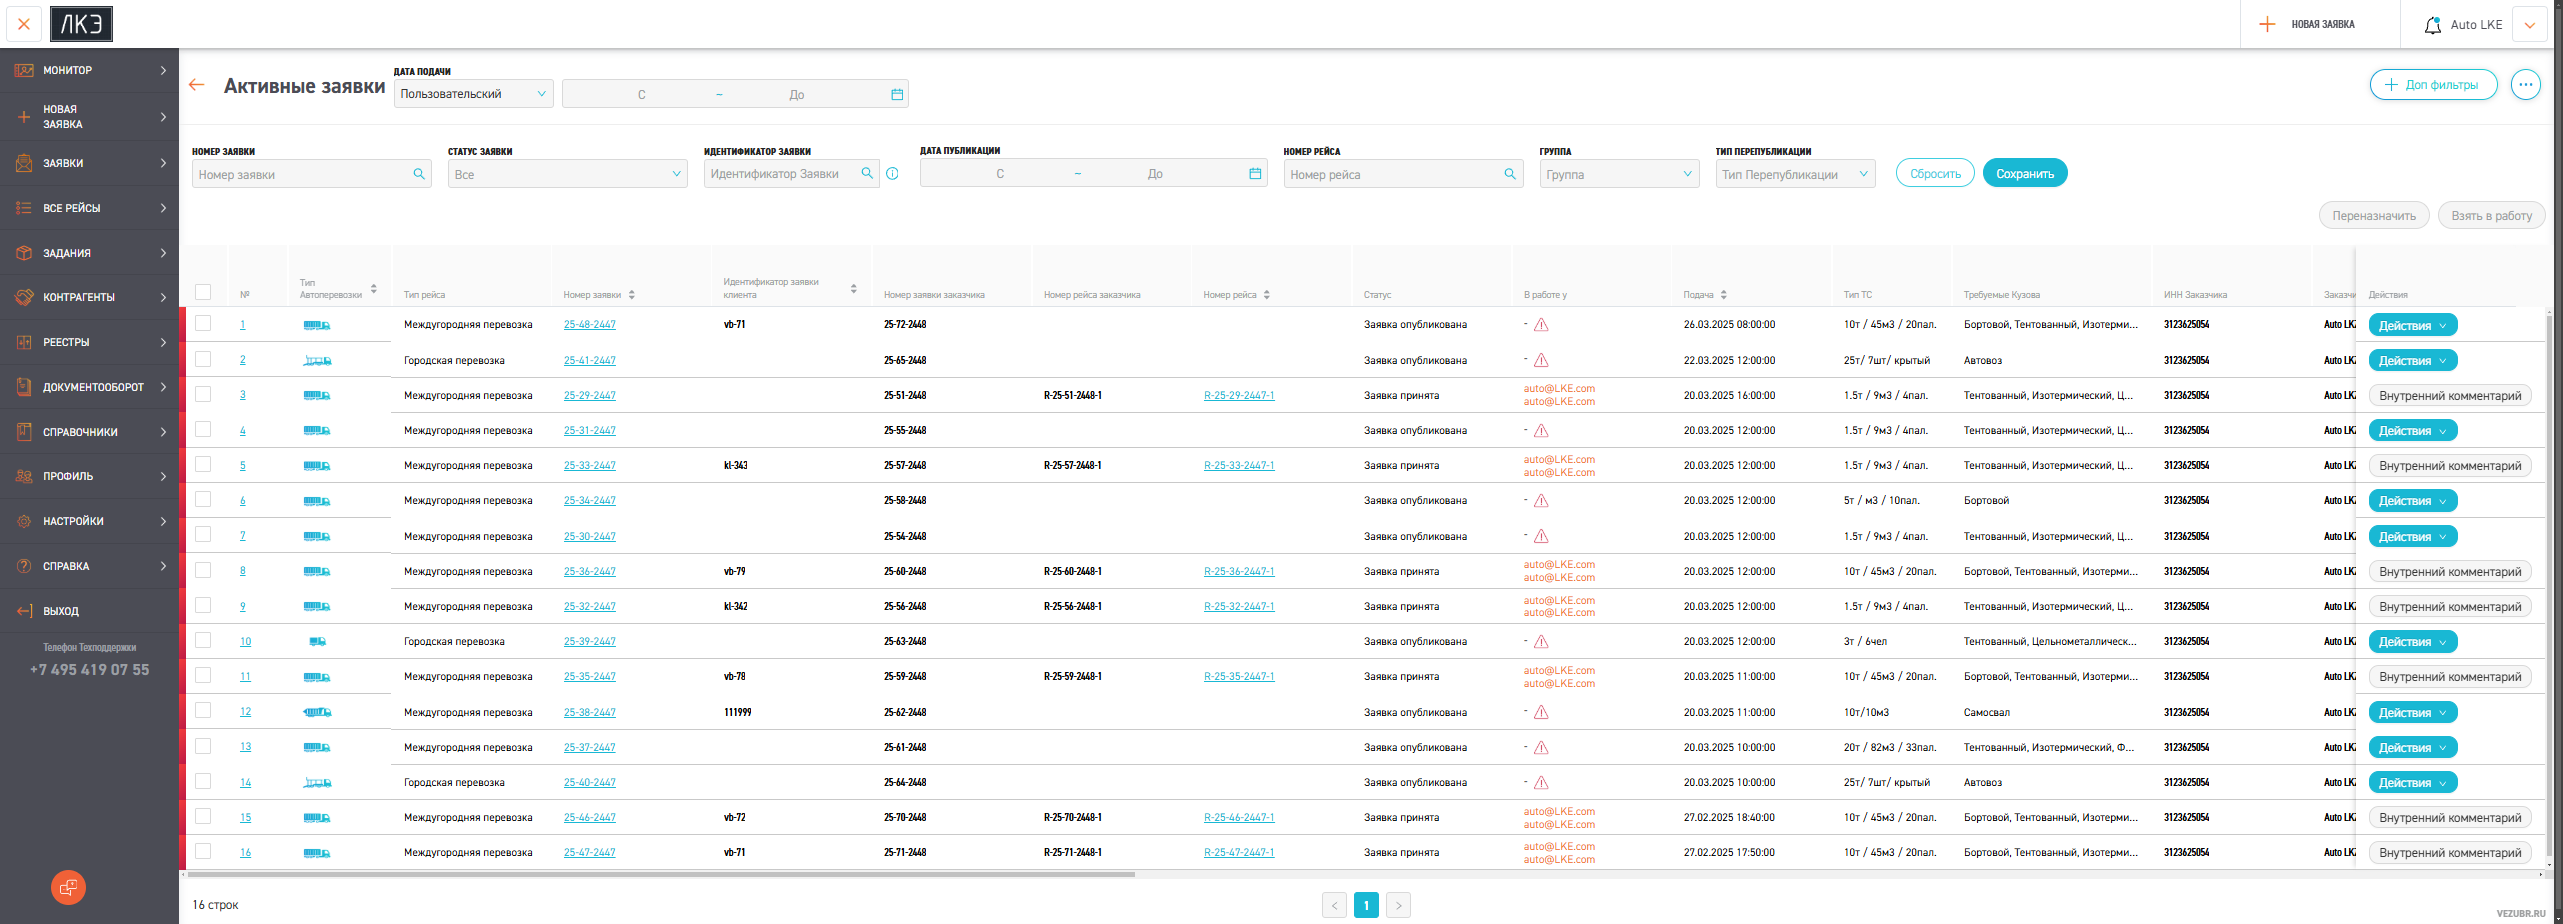 ЛКЭ
НОВАЯ ЗАЯВКА
Auto LKE
МОНИТОР
НОВАЯ
ЗАЯВКА
ЗАЯВКИ
ВСЕ РЕЙСЫ
ЗАДАНИЯ
КОНТРАГЕНТЫ
РЕЕСТРЫ
ДОКУМЕНТООБОРОТ
СПРАВОЧНИКИ
ПРОФИЛЬ
НАСТРОЙКИ
СПРАВКА
ВЫХОД
Телефон Техподдержки
+7 495 419 07 55
Активные заявки
ДАТА ПОДАЧИ
Пользовательский
С ~ До
Доп фильтры
НОМЕР ЗАЯВКИ СТАТУС ЗАЯВКИ ИДЕНТИФИКАТОР ЗАЯВКИ ДАТА ПУБЛИКАЦИИ НОМЕР РЕЙСА ГРУППА ТИП ПЕРЕПУБЛИКАЦИИ
Номер заявки Все Идентификатор Заявки С ~ До Номер рейса Группа Тип Перепубликации Сбросить Сохранить
Переназначить Взять в работу
№ Тип Автоперевозки Тип рейса Номер заявки Идентификатор заявки клиента Номер заявки заказчика Номер рейса заказчика Номер рейса Статус В работе у Подача Тип ТС Требуемые Кузова ИНН Заказчика Заказчи Действия
1 Междугородняя перевозка 25-48-2447 vb-71 25-72-2448 Заявка опубликована - 26.03.2025 08:00:00 10т / 45м3 / 20пал. Бортовой, Тентованный, Изотерми... 3123625054 Auto LKZ Действия
2 Городская перевозка 25-41-2447 25-65-2448 Заявка опубликована - 22.03.2025 12:00:00 25т/ 7шт/ крытый Автовоз 3123625054 Auto LKZ Действия
3 Междугородняя перевозка 25-29-2447 25-51-2448 R-25-51-2448-1 R-25-29-2447-1 Заявка принята auto@LKE.com auto@LKE.com 20.03.2025 16:00:00 1.5т / 9м3 / 4пал. Тентованный, Изотермический, Ц... 3123625054 Auto LKZ Внутренний комментарий
4 Междугородняя перевозка 25-31-2447 25-55-2448 Заявка опубликована - 20.03.2025 12:00:00 1.5т / 9м3 / 4пал. Тентованный, Изотермический, Ц... 3123625054 Auto LKZ Действия
5 Междугородняя перевозка 25-33-2447 kl-343 25-57-2448 R-25-57-2448-1 R-25-33-2447-1 Заявка принята auto@LKE.com auto@LKE.com 20.03.2025 12:00:00 1.5т / 9м3 / 4пал. Тентованный, Изотермический, Ц... 3123625054 Auto LKZ Внутренний комментарий
6 Междугородняя перевозка 25-34-2447 25-58-2448 Заявка опубликована - 20.03.2025 12:00:00 5т / м3 / 10пал. Бортовой 3123625054 Auto LKZ Действия
7 Междугородняя перевозка 25-30-2447 25-54-2448 Заявка опубликована - 20.03.2025 12:00:00 1.5т / 9м3 / 4пал. Тентованный, Изотермический, Ц... 3123625054 Auto LKZ Действия
8 Междугородняя перевозка 25-36-2447 vb-79 25-60-2448 R-25-60-2448-1 R-25-36-2447-1 Заявка принята auto@LKE.com auto@LKE.com 20.03.2025 12:00:00 10т / 45м3 / 20пал. Бортовой, Тентованный, Изотерми... 3123625054 Auto LKZ Внутренний комментарий
9 Междугородняя перевозка 25-32-2447 kl-342 25-56-2448 R-25-56-2448-1 R-25-32-2447-1 Заявка принята auto@LKE.com auto@LKE.com 20.03.2025 12:00:00 1.5т / 9м3 / 4пал. Тентованный, Изотермический, Ц... 3123625054 Auto LKZ Внутренний комментарий
10 Городская перевозка 25-39-2447 25-63-2448 Заявка опубликована - 20.03.2025 12:00:00 3т / 6чел Тентованный, Цельнометаллическ... 3123625054 Auto LKZ Действия
11 Междугородняя перевозка 25-35-2447 vb-78 25-59-2448 R-25-59-2448-1 R-25-35-2447-1 Заявка принята auto@LKE.com auto@LKE.com 20.03.2025 11:00:00 10т / 45м3 / 20пал. Бортовой, Тентованный, Изотерми... 3123625054 Auto LKZ Внутренний комментарий
12 Междугородняя перевозка 25-38-2447 111999 25-62-2448 Заявка опубликована - 20.03.2025 11:00:00 10т/10м3 Самосвал 3123625054 Auto LKZ Действия
13 Междугородняя перевозка 25-37-2447 25-61-2448 Заявка опубликована - 20.03.2025 10:00:00 20т / 82м3 / 33пал. Тентованный, Изотермический, Ф... 3123625054 Auto LKZ Действия
14 Городская перевозка 25-40-2447 25-64-2448 Заявка опубликована - 20.03.2025 10:00:00 25т/ 7шт/ крытый Автовоз 3123625054 Auto LKZ Действия
15 Междугородняя перевозка 25-46-2447 vb-72 25-70-2448 R-25-70-2448-1 R-25-46-2447-1 Заявка принята auto@LKE.com auto@LKE.com 27.02.2025 18:40:00 10т / 45м3 / 20пал. Бортовой, Тентованный, Изотерми... 3123625054 Auto LKZ Внутренний комментарий
16 Междугородняя перевозка 25-47-2447 vb-71 25-71-2448 R-25-71-2448-1 R-25-47-2447-1 Заявка принята auto@LKE.com auto@LKE.com 27.02.2025 17:50:00 10т / 45м3 / 20пал. Бортовой, Тентованный, Изотерми... 3123625054 Auto LKZ Внутренний комментарий
16 строк
< 1 >
VEZUBR.RU